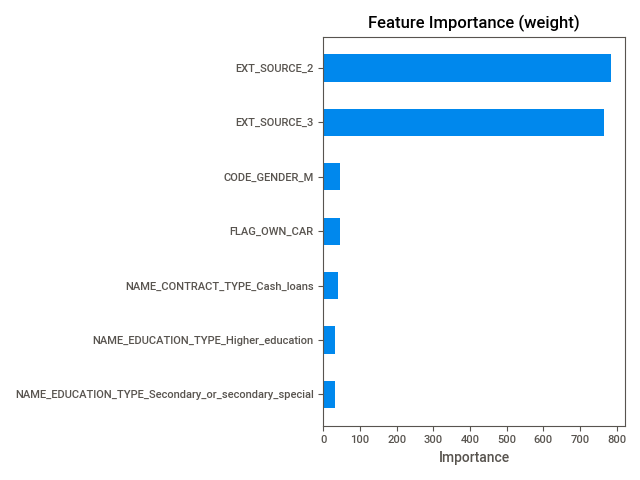 Feature Importance (weight)
EXT_SOURCE_2
EXT_SOURCE_3
CODE_GENDER_M
FLAG_OWN_CAR
NAME_CONTRACT_TYPE_Cash_loans
NAME_EDUCATION_TYPE_Higher_education
NAME_EDUCATION_TYPE_Secondary_or_secondary_special
0 100 200 300 400 500 600 700 800
Importance